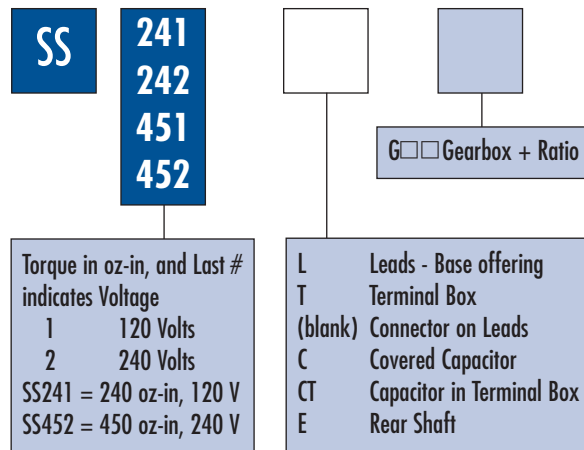 SS
241
242
451
452
G□□ Gearbox + Ratio
Torque in oz-in, and Last #
indicates Voltage
1 120 Volts
2 240 Volts
SS241 = 240 oz-in, 120 V
SS452 = 450 oz-in, 240 V
L Leads - Base offering
T Terminal Box
(blank) Connector on Leads
C Covered Capacitor
CT Capacitor in Terminal Box
E Rear Shaft